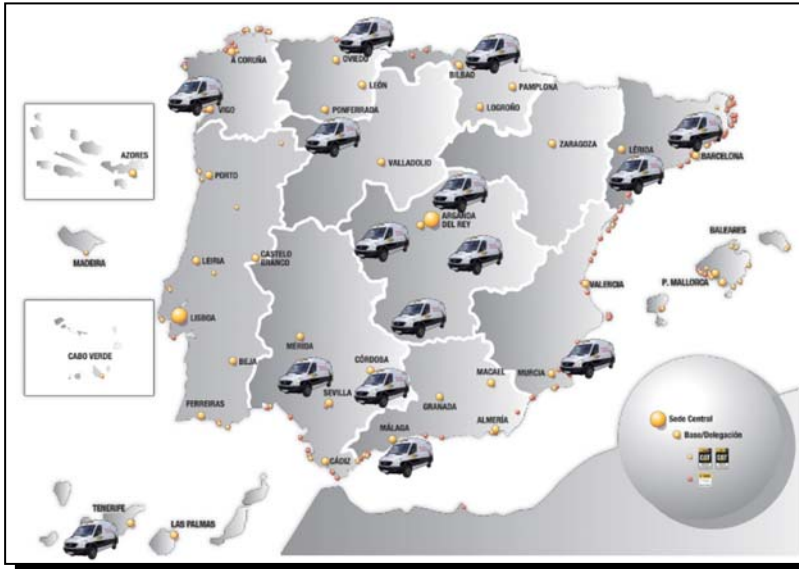 A CORUÑA
OVIEDO
LEÓN
BILBAO
PAMPLONA
VIGO
PONFERRADA
LOGROÑO
AZORES
ZARAGOZA
LÉRIDA
BARCELONA
VALLADOLID
PORTO
ARGANDA
DEL REY
BALEARES
MADEIRA
LEIRIA
CASTELO
BRANCO
VALENCIA
P. MALLORCA
LISBOA
CABO VERDE
BEJA
MÉRIDA
CÓRDOBA
MACAEL
MURCIA
SEVILLA
FERREIRAS
GRANADA
MÁLAGA
ALMERÍA
CÁDIZ
Sede Central
Base/Delegación
TENERIFE
LAS PALMAS